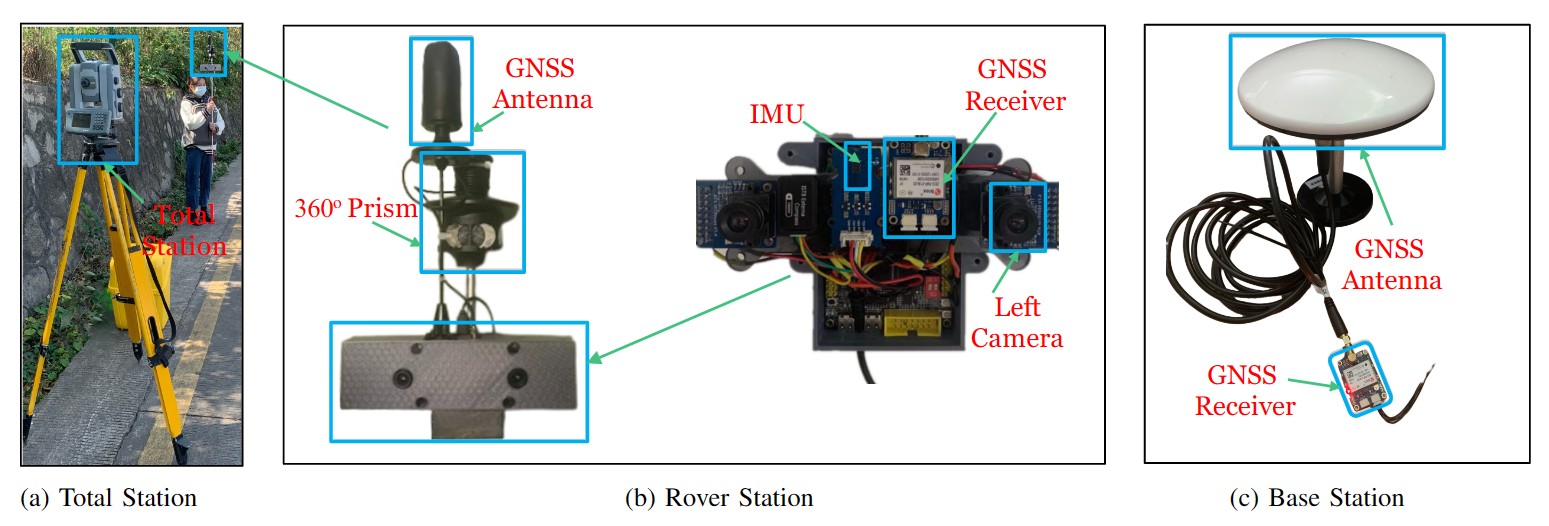 Total
Station
GNSS
Antenna
360º Prism
IMU
GNSS
Receiver
Left
Camera
GNSS
Antenna
GNSS
Receiver
(a) Total Station
(b) Rover Station
(c) Base Station